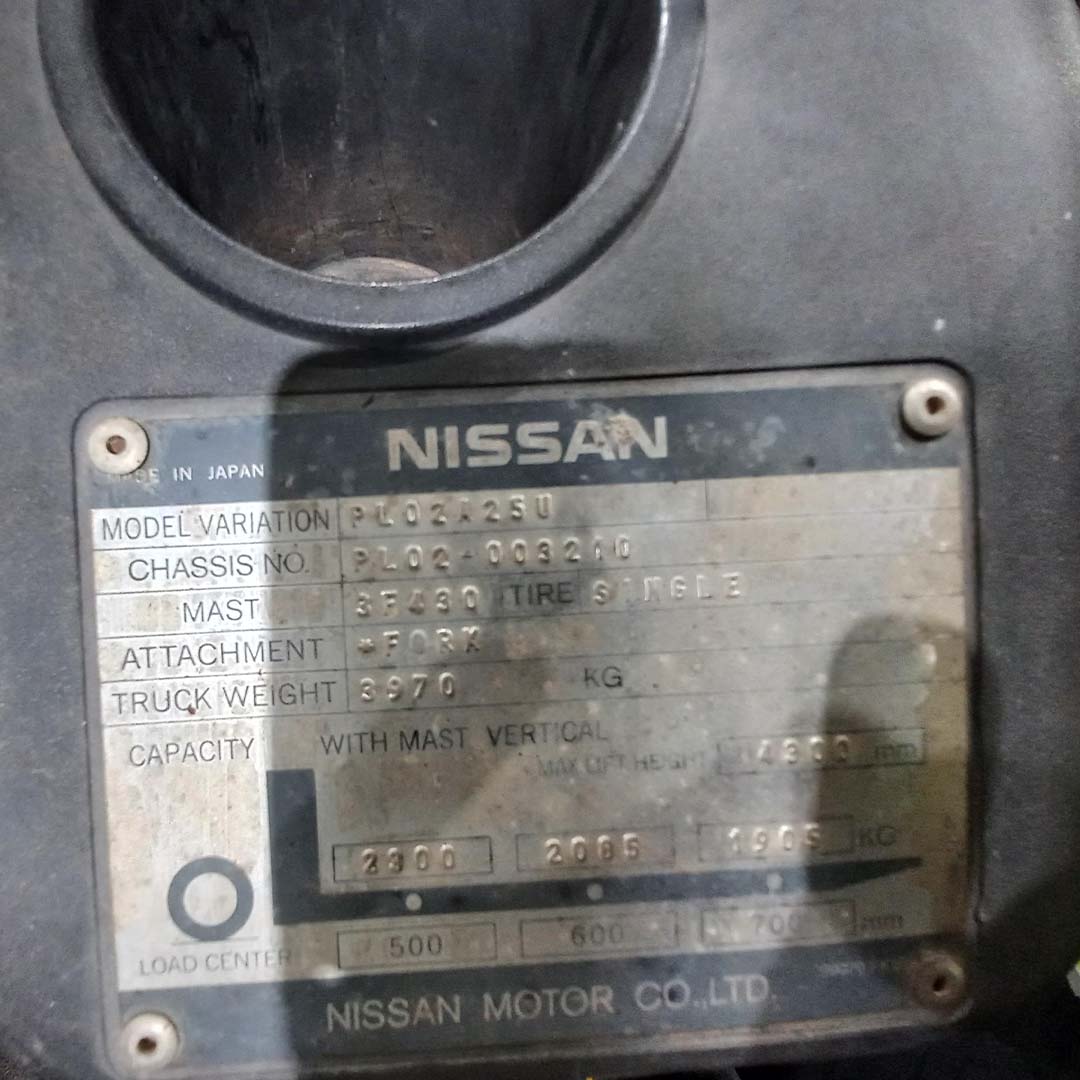 NISSAN
MADE IN JAPAN
MODEL VARIATION PL02A25U
CHASSIS NO. PL02-003210
MAST 3F430 TIRE SINGLE
ATTACHMENT *FORK
TRUCK WEIGHT 3970 KG
CAPACITY WITH MAST VERTICAL
MAX LIFT HEIGHT 4300 mm
2300 2085 1905 KG
LOAD CENTER 500 600 700 mm
NISSAN MOTOR CO.,LTD.